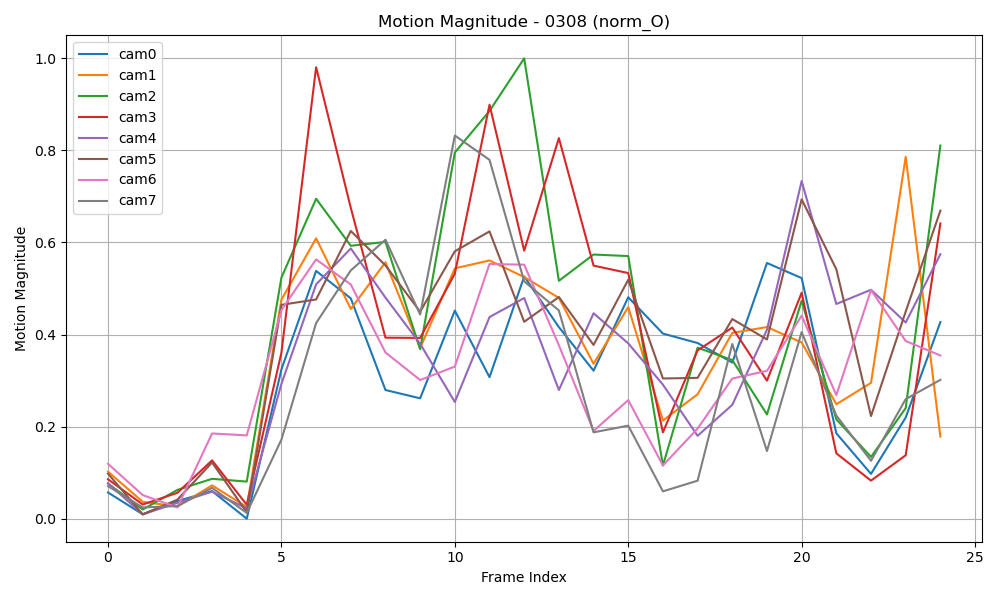 Motion Magnitude - 0308 (norm_O)
cam0
cam1
cam2
cam3
cam4
cam5
cam6
cam7
Motion Magnitude
1.0
0.8
0.6
0.4
0.2
0.0
0 5 10 15 20 25
Frame Index